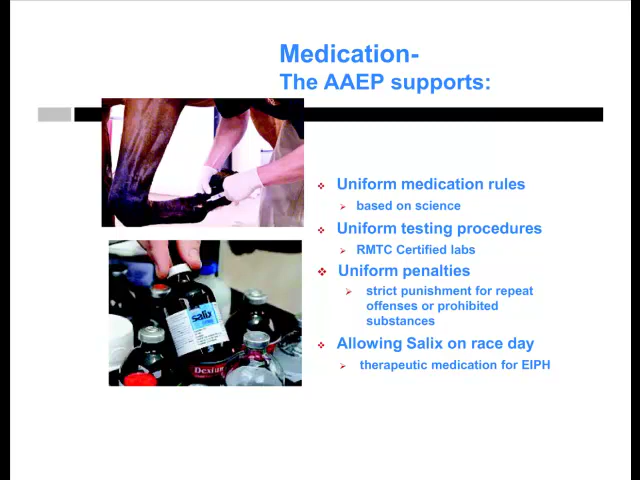 Medication-
The AAEP supports:
Uniform medication rules
based on science
Uniform testing procedures
RMTC Certified labs
Uniform penalties
strict punishment for repeat
offenses or prohibited
substances
Allowing Salix on race day
therapeutic medication for EIPH
salix